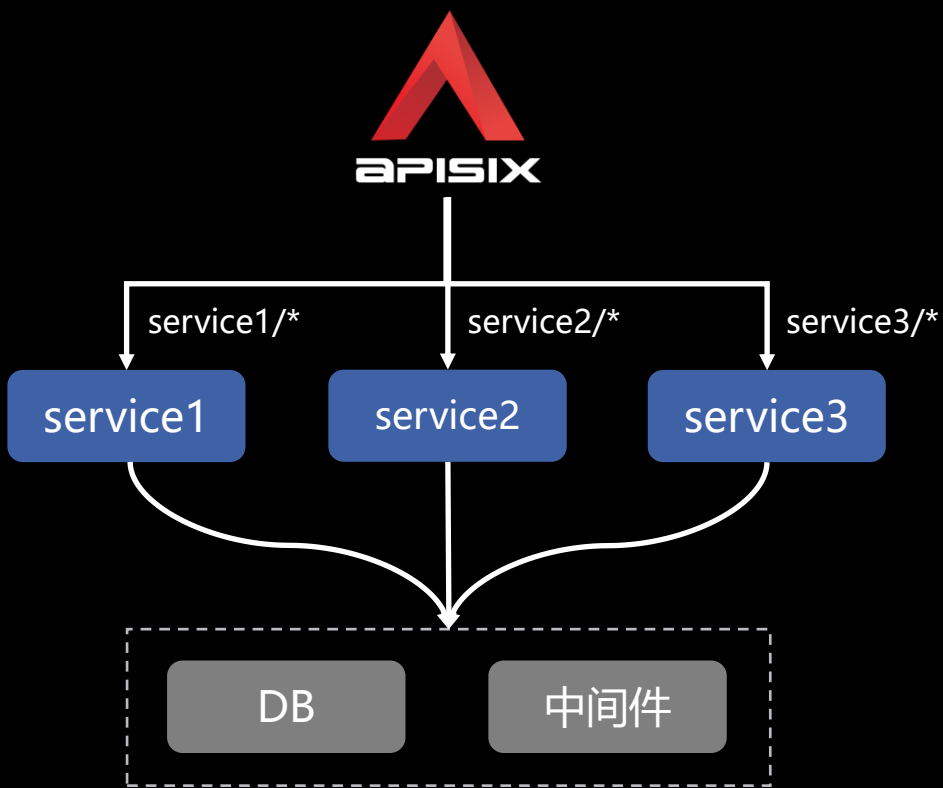 APISIX
service1/*
service2/*
service3/*
service1
service2
service3
DB
中间件